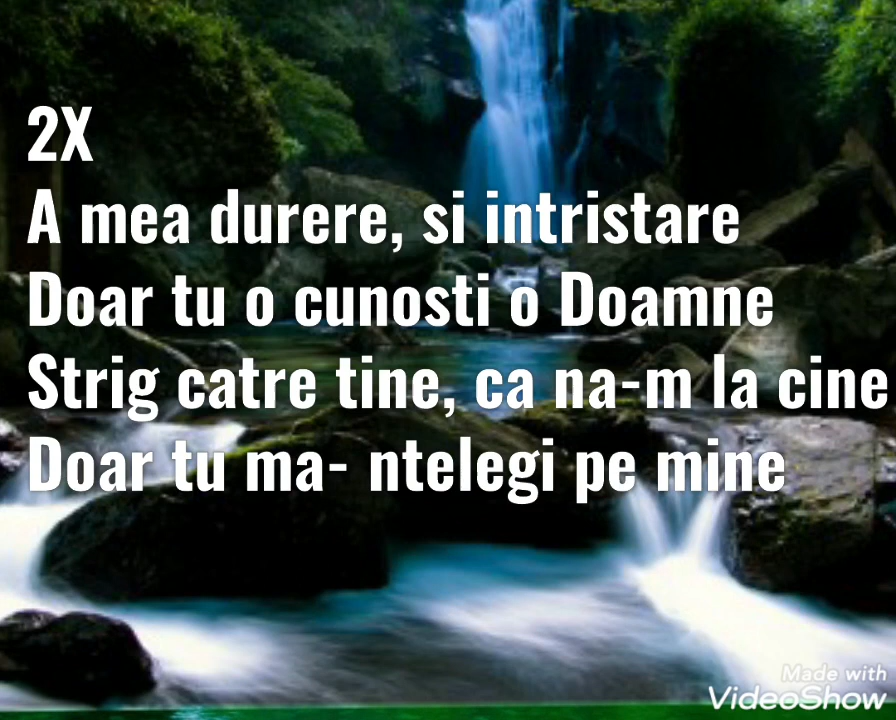 2X
A mea durere, si intristare
Doar tu o cunosti o Doamne
Strig catre tine, ca na-m la cine
Doar tu ma- ntelegi pe mine
Made with
VideoShow